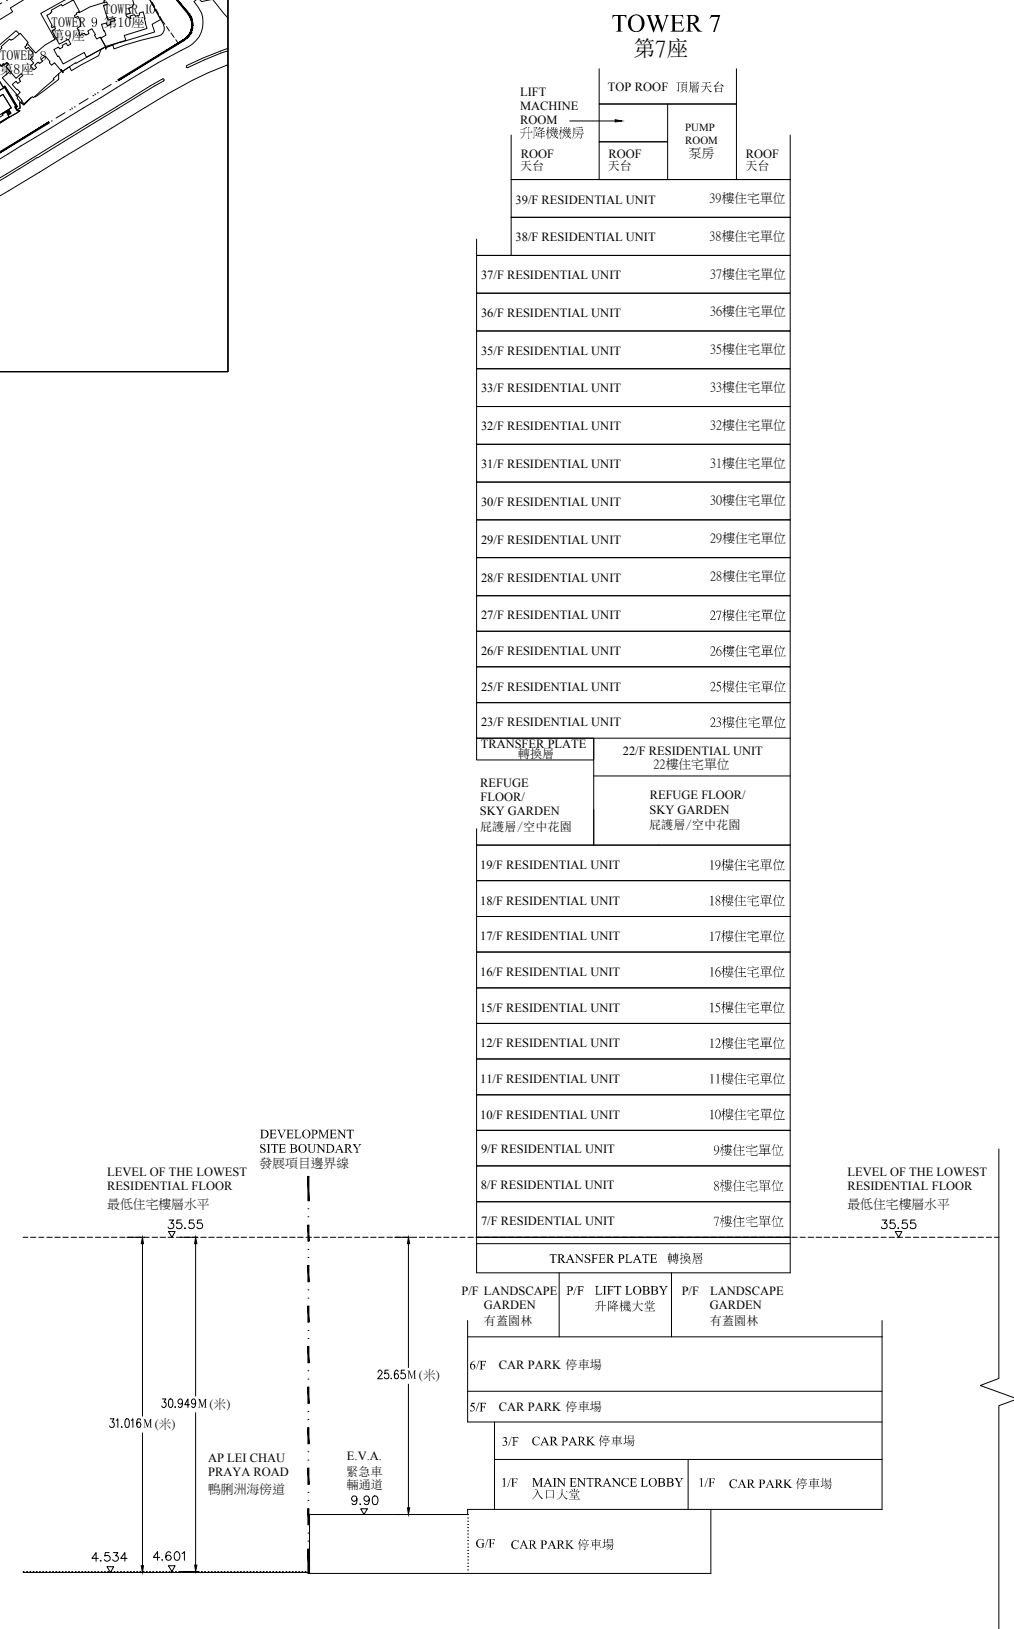 TOWER 10
TOWER 9 第10座
第9座
TOWER 8
第8座
TOWER 7
第7座
TOP ROOF 頂層天台
LIFT
MACHINE
ROOM
升降機機房
PUMP
ROOM
泵房
ROOF
天台
ROOF
天台
ROOF
天台
39/F RESIDENTIAL UNIT 39樓住宅單位
38/F RESIDENTIAL UNIT 38樓住宅單位
37/F RESIDENTIAL UNIT 37樓住宅單位
36/F RESIDENTIAL UNIT 36樓住宅單位
35/F RESIDENTIAL UNIT 35樓住宅單位
33/F RESIDENTIAL UNIT 33樓住宅單位
32/F RESIDENTIAL UNIT 32樓住宅單位
31/F RESIDENTIAL UNIT 31樓住宅單位
30/F RESIDENTIAL UNIT 30樓住宅單位
29/F RESIDENTIAL UNIT 29樓住宅單位
28/F RESIDENTIAL UNIT 28樓住宅單位
27/F RESIDENTIAL UNIT 27樓住宅單位
26/F RESIDENTIAL UNIT 26樓住宅單位
25/F RESIDENTIAL UNIT 25樓住宅單位
23/F RESIDENTIAL UNIT 23樓住宅單位
TRANSFER PLATE
轉換層
22/F RESIDENTIAL UNIT
22樓住宅單位
REFUGE
FLOOR/
SKY GARDEN
屁護層/空中花園
REFUGE FLOOR/
SKY GARDEN
屁護層/空中花園
19/F RESIDENTIAL UNIT 19樓住宅單位
18/F RESIDENTIAL UNIT 18樓住宅單位
17/F RESIDENTIAL UNIT 17樓住宅單位
16/F RESIDENTIAL UNIT 16樓住宅單位
15/F RESIDENTIAL UNIT 15樓住宅單位
12/F RESIDENTIAL UNIT 12樓住宅單位
11/F RESIDENTIAL UNIT 11樓住宅單位
10/F RESIDENTIAL UNIT 10樓住宅單位
9/F RESIDENTIAL UNIT 9樓住宅單位
8/F RESIDENTIAL UNIT 8樓住宅單位
7/F RESIDENTIAL UNIT 7樓住宅單位
DEVELOPMENT
SITE BOUNDARY
發展項目邊界線
LEVEL OF THE LOWEST
RESIDENTIAL FLOOR
最低住宅樓層水平
35.55
LEVEL OF THE LOWEST
RESIDENTIAL FLOOR
最低住宅樓層水平
35.55
TRANSFER PLATE 轉換層
P/F LANDSCAPE
GARDEN
有蓋園林
P/F LIFT LOBBY
升降機大堂
P/F LANDSCAPE
GARDEN
有蓋園林
6/F CAR PARK 停車場
5/F CAR PARK 停車場
3/F CAR PARK 停車場
1/F MAIN ENTRANCE LOBBY
入口大堂
1/F CAR PARK 停車場
G/F CAR PARK 停車場
25.65M(米)
30.949M(米)
31.016M(米)
AP LEI CHAU
PRAYA ROAD
鴨脷洲海傍道
E.V.A.
緊急車
輛通道
9.90
4.534 4.601